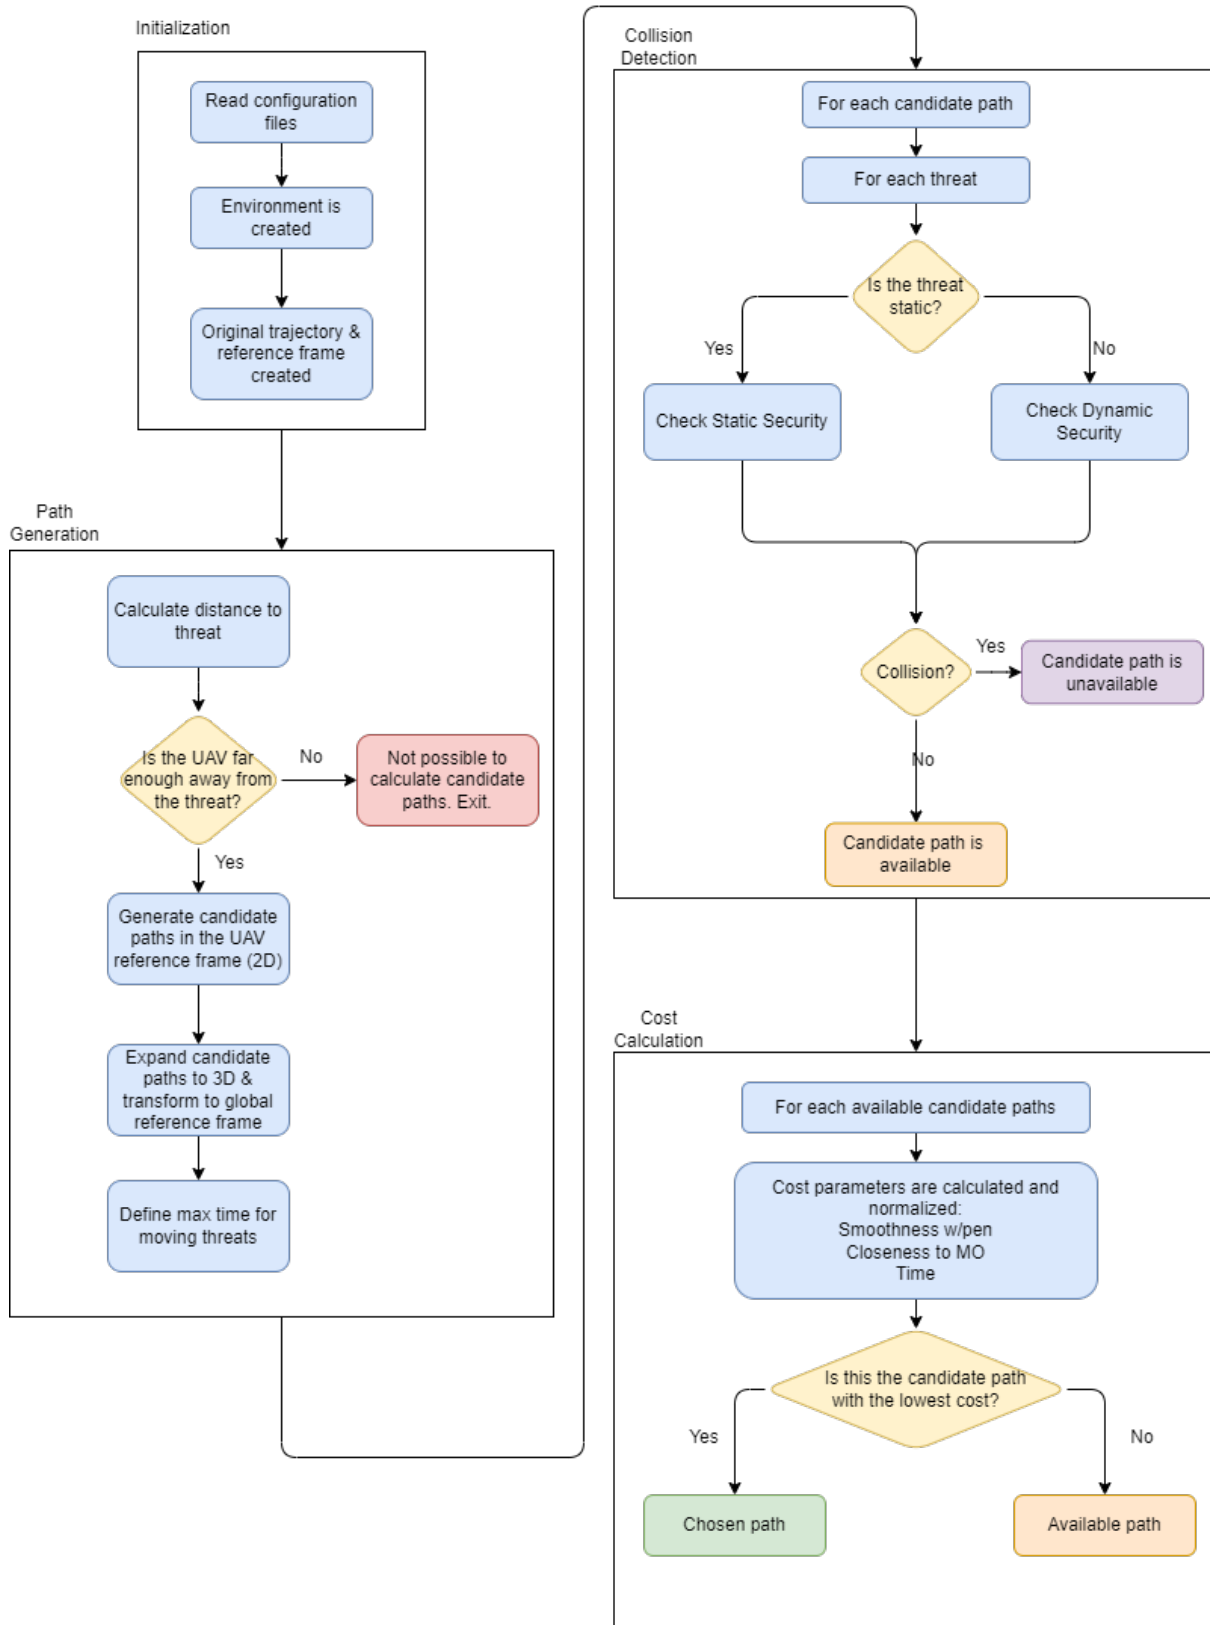 Initialization
Read configuration
files
Environment is
created
Original trajectory &
reference frame
created
Path
Generation
Calculate distance to
threat
Is the UAV far
enough away from
the threat?
No
Not possible to
calculate candidate
paths. Exit.
Yes
Generate candidate
paths in the UAV
reference frame (2D)
Expand candidate
paths to 3D &
transform to global
reference frame
Define max time for
moving threats
Collision
Detection
For each candidate path
For each threat
Is the threat
static?
Yes
No
Check Static Security
Check Dynamic
Security
Collision?
Yes
Candidate path is
unavailable
No
Candidate path is
available
Cost
Calculation
For each available candidate paths
Cost parameters are calculated and
normalized:
Smoothness w/pen
Closeness to MO
Time
Is this the candidate path
with the lowest cost?
Yes
No
Chosen path
Available path